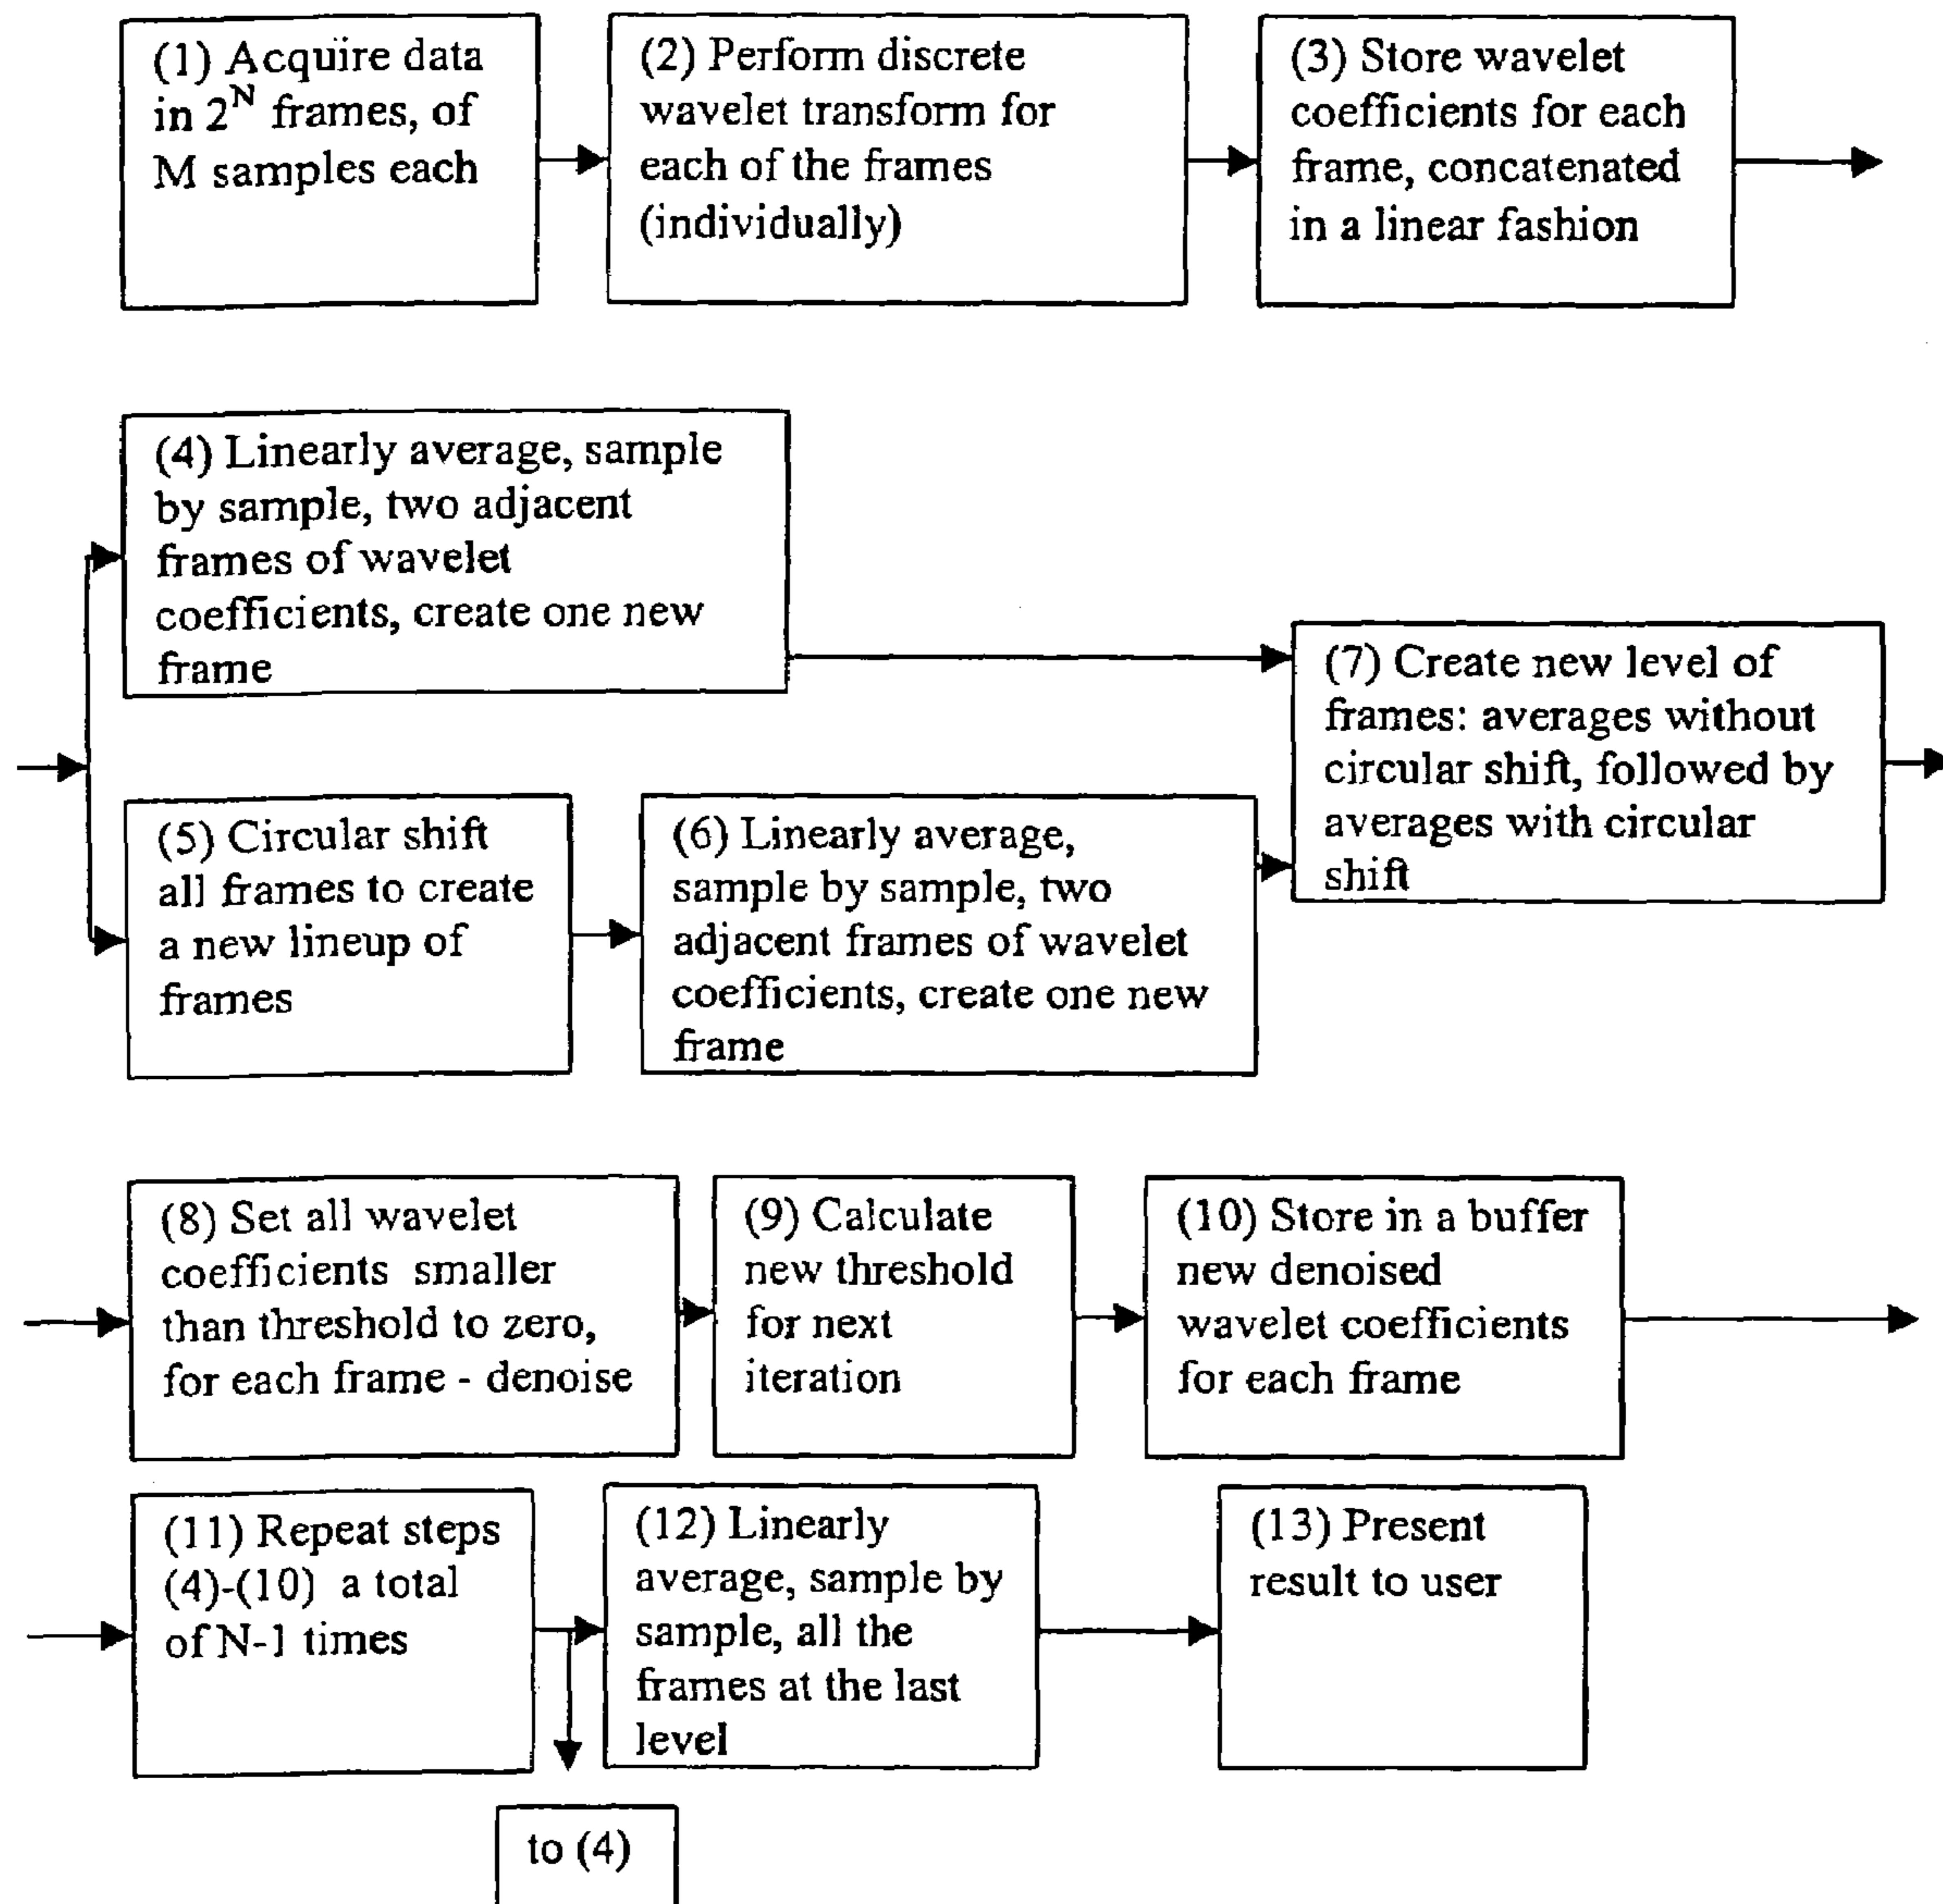 (1) Acquire data
in 2^N frames, of
M samples each
(2) Perform discrete
wavelet transform for
each of the frames
(individually)
(3) Store wavelet
coefficients for each
frame, concatenated
in a linear fashion
(4) Linearly average, sample
by sample, two adjacent
frames of wavelet
coefficients, create one new
frame
(5) Circular shift
all frames to create
a new lineup of
frames
(6) Linearly average,
sample by sample, two
adjacent frames of wavelet
coefficients, create one new
frame
(7) Create new level of
frames: averages without
circular shift, followed by
averages with circular
shift
(8) Set all wavelet
coefficients smaller
than threshold to zero,
for each frame - denoise
(9) Calculate
new threshold
for next
iteration
(10) Store in a buffer
new denoised
wavelet coefficients
for each frame
(11) Repeat steps
(4)-(10) a total
of N-1 times
(12) Linearly
average, sample by
sample, all the
frames at the last
level
(13) Present
result to user
to (4)